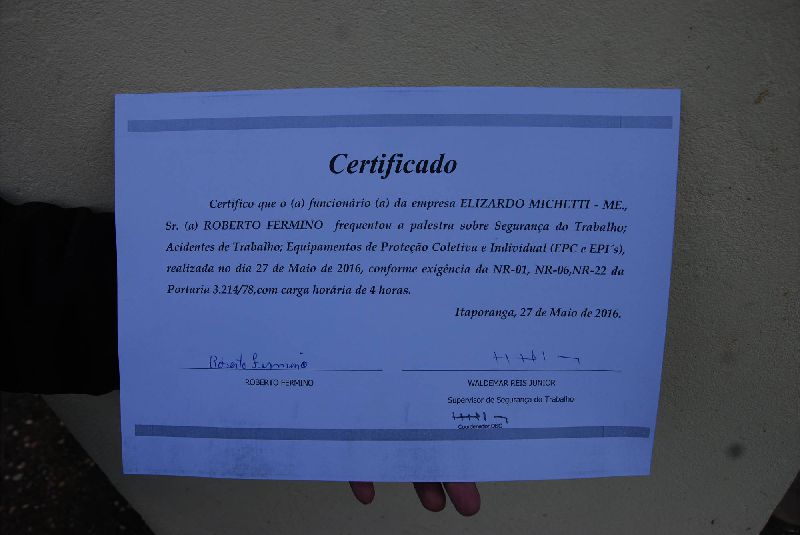 Certificado
Certifico que o (a) funcionário (a) da empresa ELIZARDO MICHETTI - ME.,
Sr. (a) ROBERTO FERMINO frequentou a palestra sobre Segurança do Trabalho;
Acidentes de Trabalho; Equipamentos de Proteção Coletiva e Individual (EPC e EPI´s),
realizada no dia 27 de Maio de 2016, conforme exigência da NR-01, NR-06,NR-22 da
Portaria 3.214/78,com carga horária de 4 horas.
Itaporanga, 27 de Maio de 2016.
Roberto Fermino
ROBERTO FERMINO
WALDEMAR REIS JUNIOR
Supervisor de Segurança do Trabalho
Coordenador